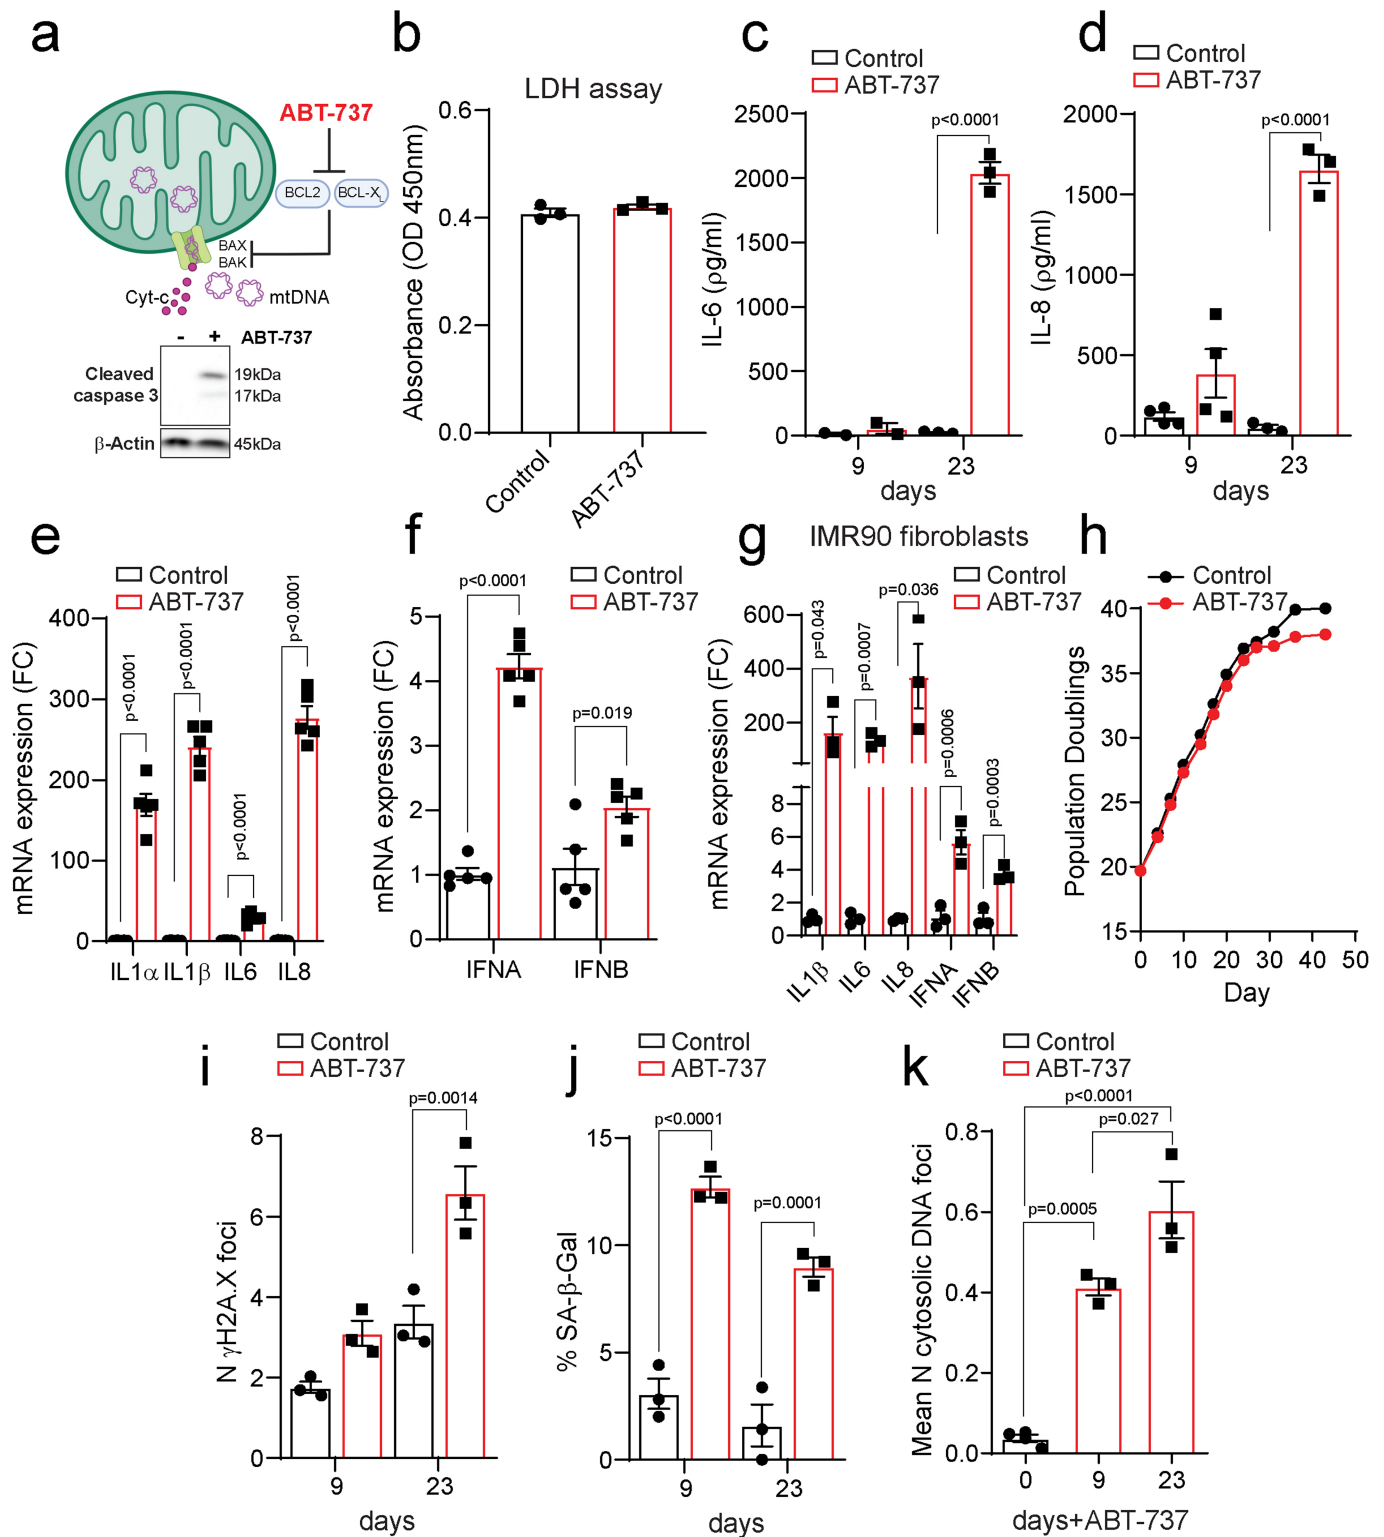 a
ABT-737
BCL2
BCL-XL
BAX
BAK
Cyt-c
mtDNA
- + ABT-737
Cleaved
caspase 3
19kDa
17kDa
β-Actin
45kDa
b
LDH assay
Absorbance (OD 450nm)
0.6
0.4
0.2
0.0
Control
ABT-737
c
Control
ABT-737
p<0.0001
IL-6 (ρg/ml)
2500
2000
1500
1000
500
0
9
23
days
d
Control
ABT-737
p<0.0001
IL-8 (ρg/ml)
2000
1500
1000
500
0
9
23
days
e
Control
ABT-737
mRNA expression (FC)
400
300
200
100
0
p<0.0001
p<0.0001
p<0.0001
p<0.0001
IL1α
IL1β
IL6
IL8
f
Control
ABT-737
p<0.0001
p=0.019
mRNA expression (FC)
5
4
3
2
1
0
IFNA
IFNB
g
IMR90 fibroblasts
Control
ABT-737
mRNA expression (FC)
600
400
200
8
6
4
2
0
p=0.043
p=0.0007
p=0.036
p=0.0006
p=0.0003
IL1β
IL6
IL8
IFNA
IFNB
h
Control
ABT-737
Population Doublings
40
35
30
25
20
15
0
10
20
30
40
50
Day
i
Control
ABT-737
p=0.0014
N γH2A.X foci
8
6
4
2
0
9
23
days
j
Control
ABT-737
p<0.0001
p=0.0001
% SA-β-Gal
15
10
5
0
9
23
days
k
Control
ABT-737
p<0.0001
p=0.027
p=0.0005
Mean N cytosolic DNA foci
0.8
0.6
0.4
0.2
0.0
0
9
23
days+ABT-737